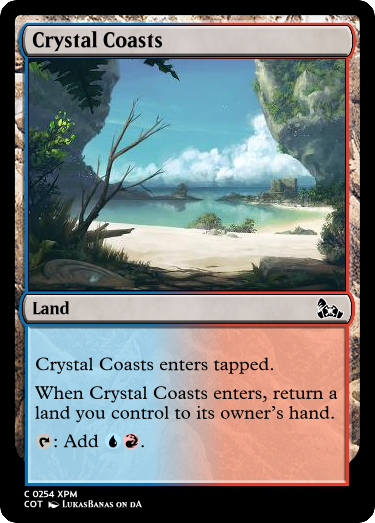 Crystal Coasts
Land
Crystal Coasts enters tapped.
When Crystal Coasts enters, return a
land you control to its owner's hand.
: Add .
C 0254 XPM
COT LukasBanas on dA